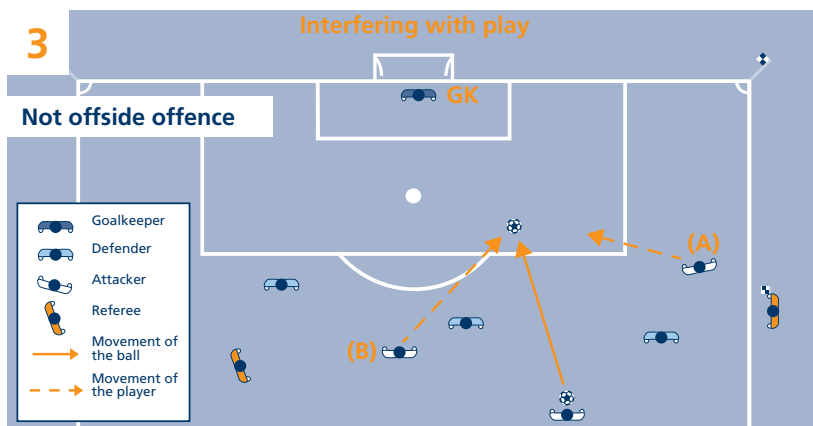 Interfering with play
3
GK
Not offside offence
(A)
(B)
Goalkeeper
Defender
Attacker
Referee
Movement of
the ball
Movement of
the player